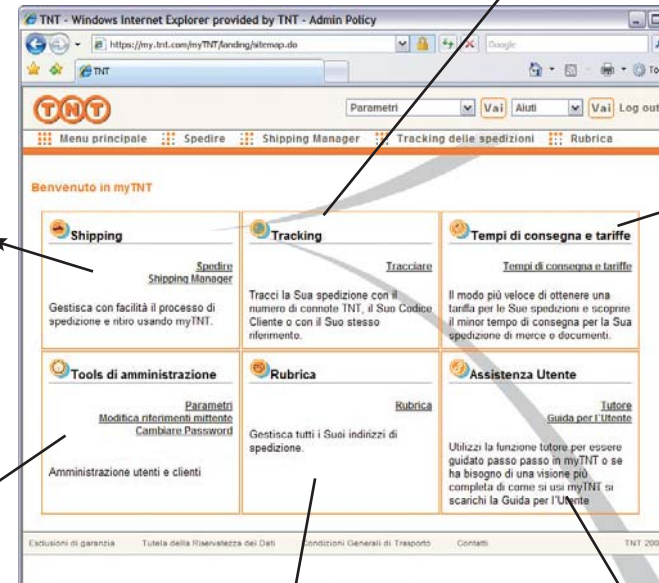 TNT - Windows Internet Explorer provided by TNT - Admin Policy
https://my.tnt.com/myTNT/landing/sitemap.do
Google
TNT
TNT
Parametri Vai Aiuti Vai Log out
Menu principale Spedire Shipping Manager Tracking delle spedizioni Rubrica
Benvenuto in myTNT
Shipping
Spedire
Shipping Manager
Gestisca con facilità il processo di
spedizione e ritiro usando myTNT.
Tracking
Tracciare
Tracci la Sua spedizione con il
numero di connote TNT, il Suo Codice
Cliente o con il Suo stesso
riferimento.
Tempi di consegna e tariffe
Tempi di consegna e tariffe
Il modo più veloce di ottenere una
tariffa per le Sue spedizioni e scoprire
il minor tempo di consegna per la Sua
spedizione di merce o documenti.
Tools di amministrazione
Parametri
Modifica riferimenti mittente
Cambiare Password
Amministrazione utenti e clienti
Rubrica
Rubrica
Gestisca tutti i Suoi indirizzi di
spedizione.
Assistenza Utente
Tutore
Guida per l'Utente
Utilizzi la funzione tutore per essere
guidato passo passo in myTNT o se
ha bisogno di una visione più
completa di come si usi myTNT si
scarichi la Guida per l'Utente
Esclusioni di garanzia Tutela della Riservatezza dei Dati Condizioni Generali di Trasporto Contatti TNT 200